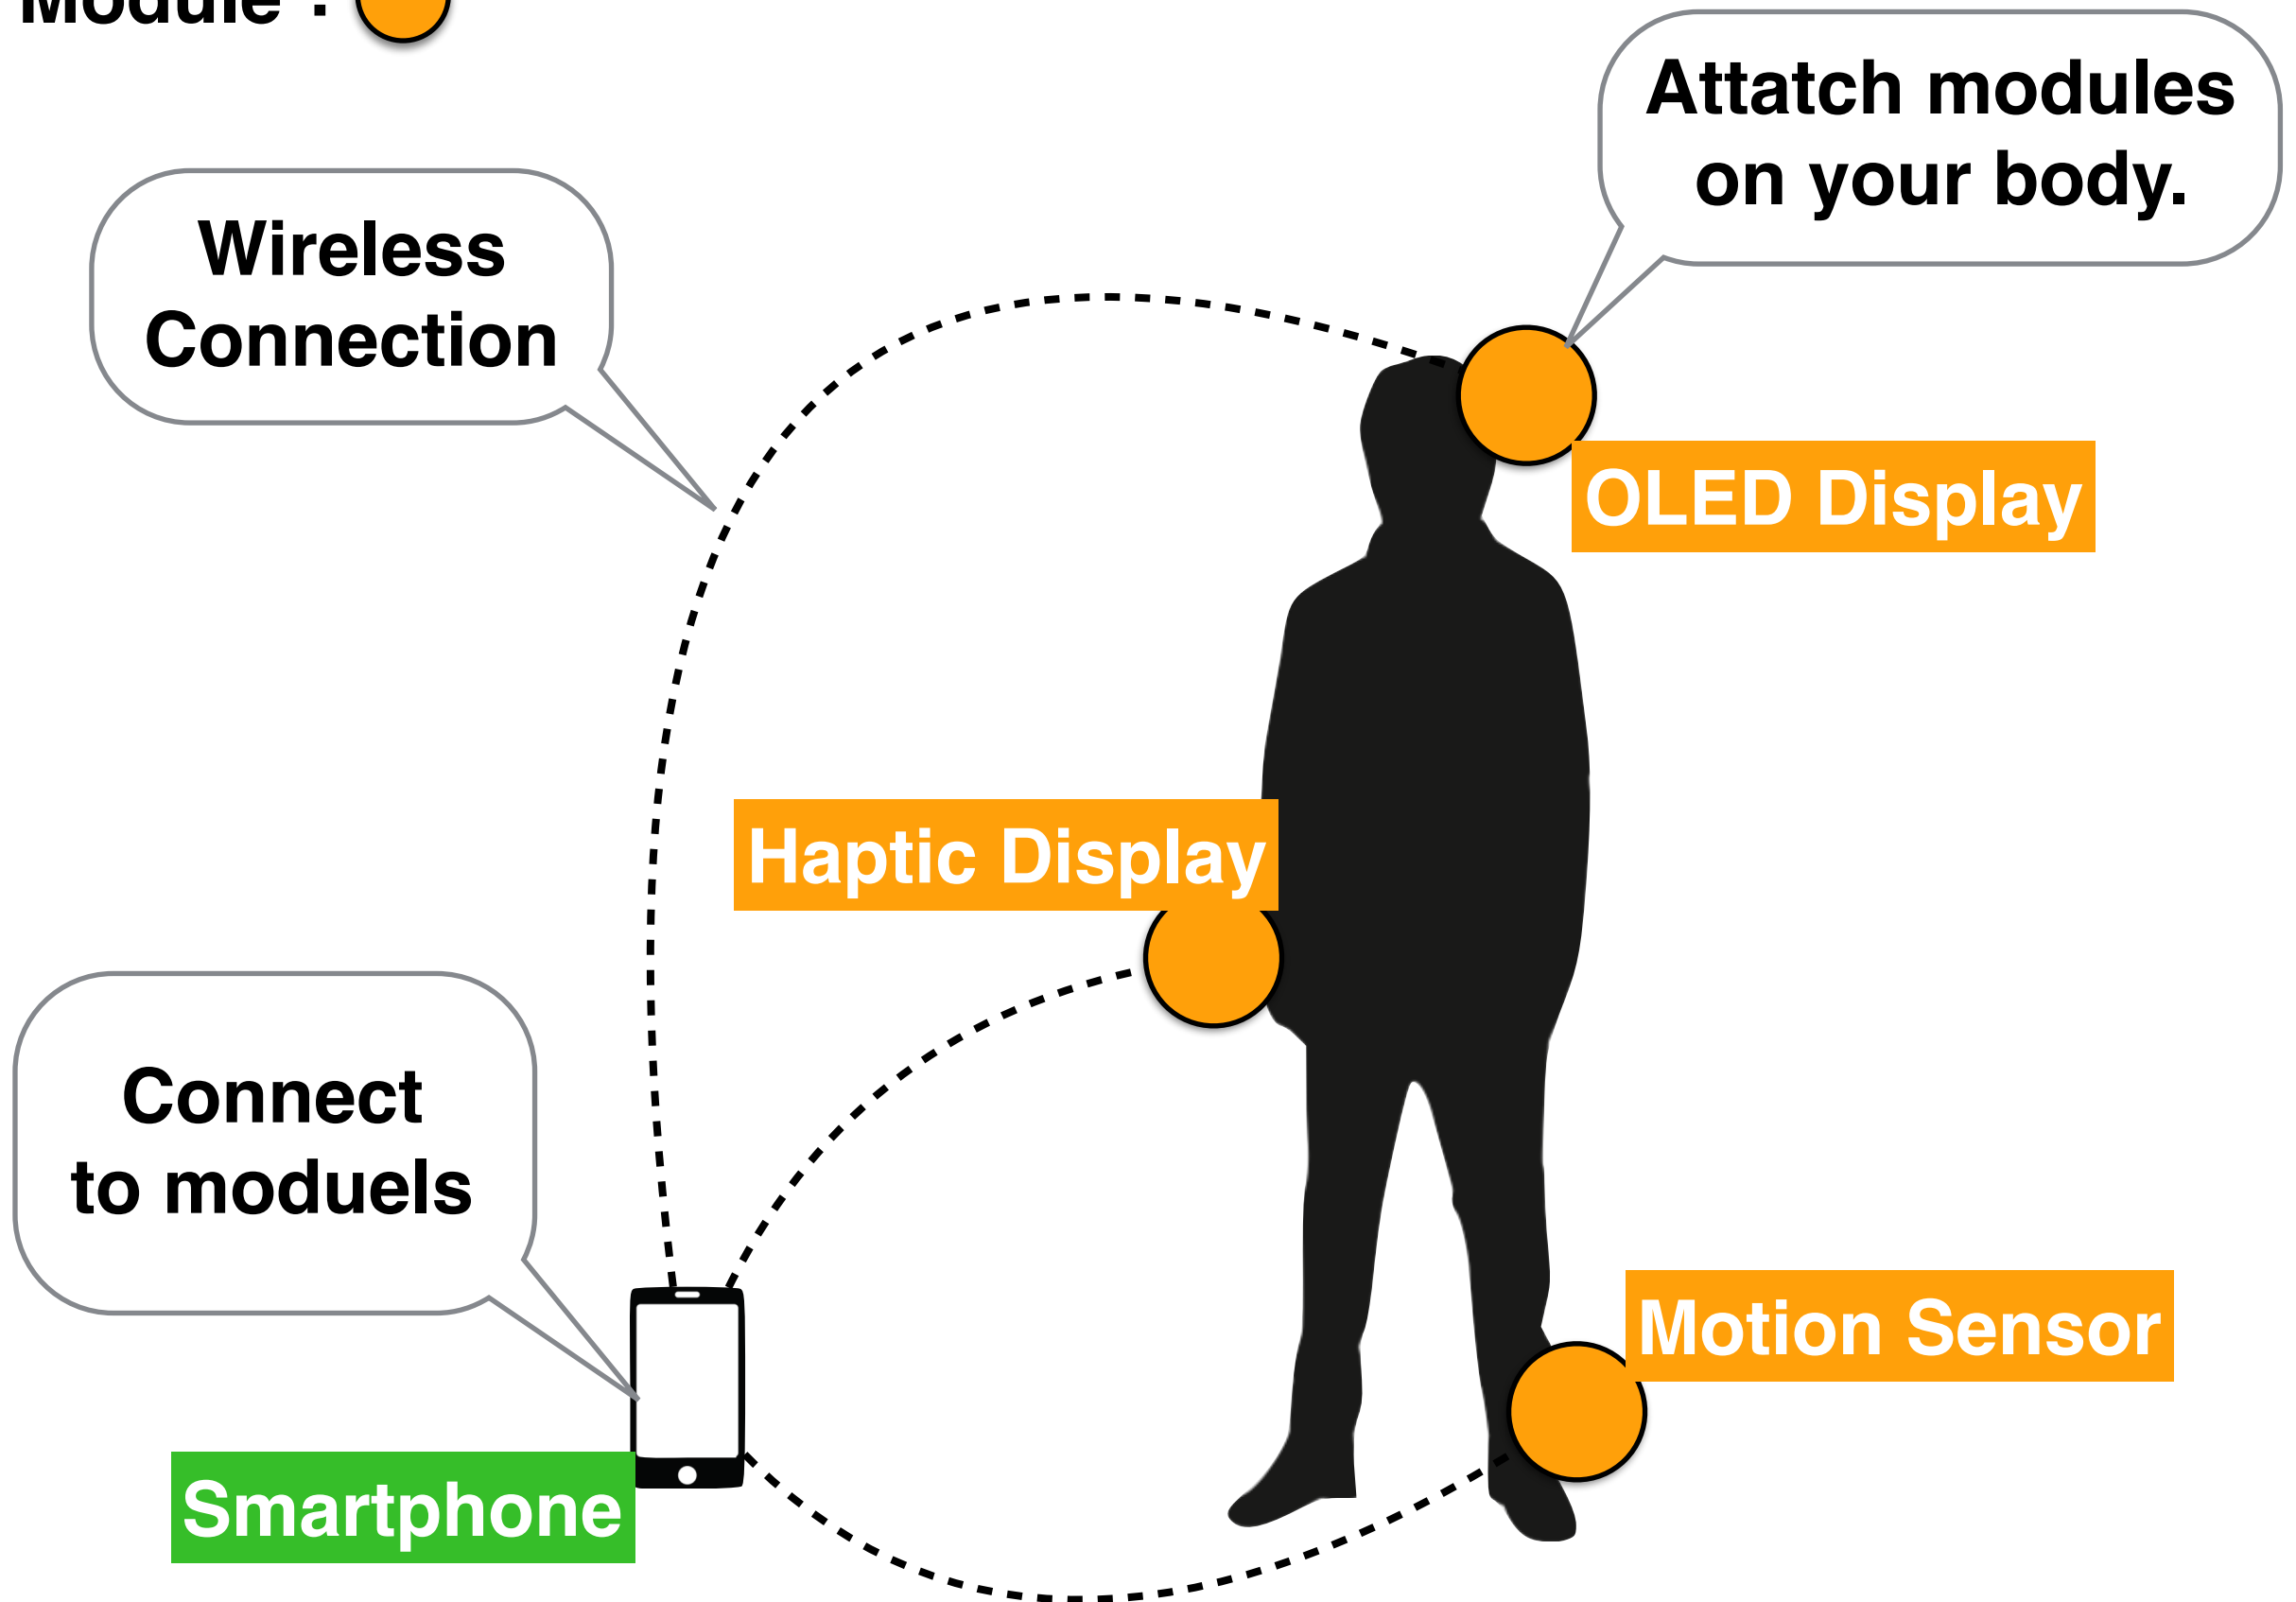 Module :
Attatch modules
on your body.
Wireless
Connection
OLED Display
Haptic Display
Connect
to moduels
Motion Sensor
Smartphone